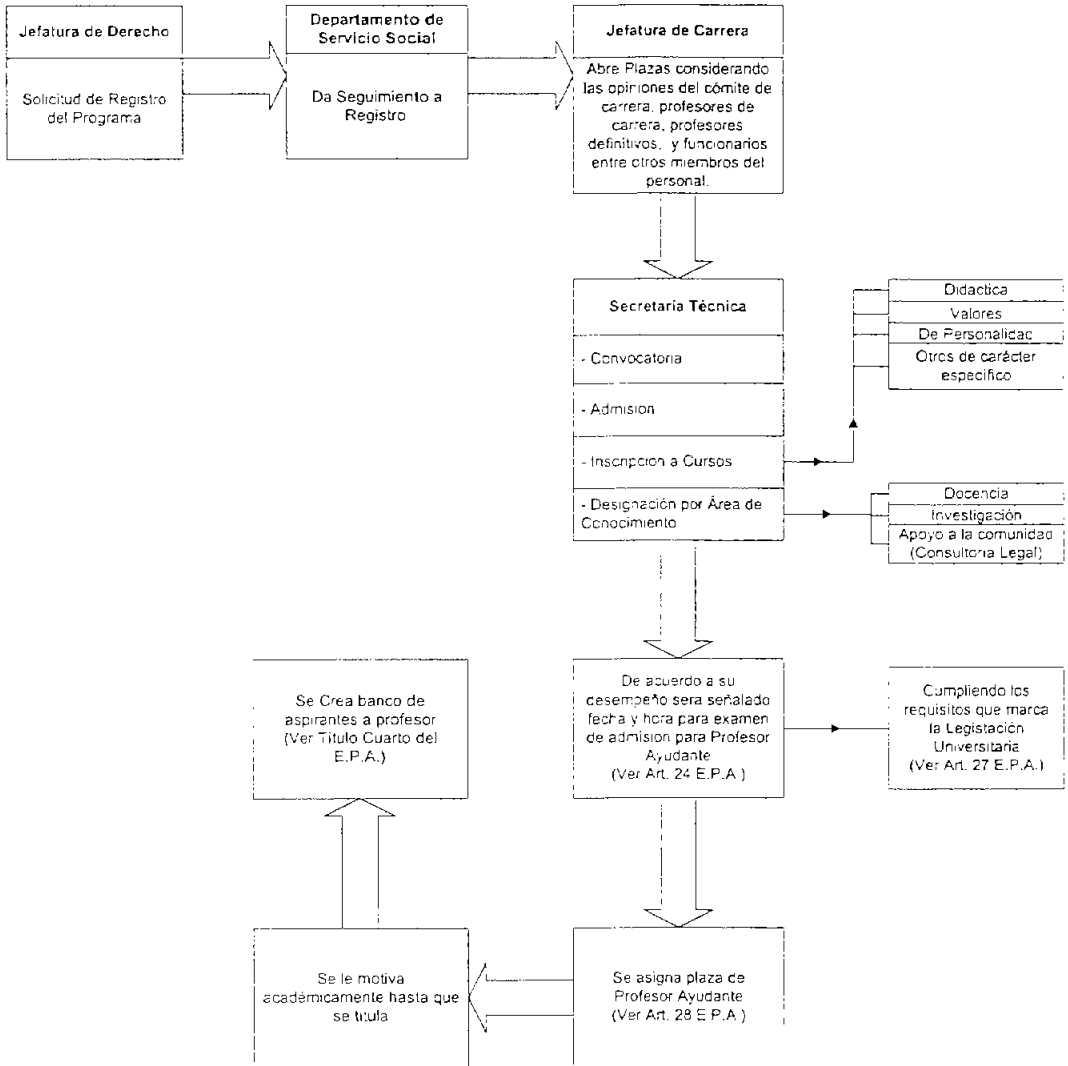 Jefatura de Derecho
Solicitud de Registro
del Programa
Departamento de
Servicio Social
Da Seguimiento a
Registro
Jefatura de Carrera
Abre Plazas considerando
las opiniones del cómite de
carrera, profesores de
carrera, profesores
definitivos, y funcionarios
entre otros miembros del
personal.
Secretaría Técnica
- Convocatoria
- Admision
- Inscripcion a Cursos
- Designación por Área de
Conocimiento
Didactica
Valores
De Personalidad
Otros de carácter
especifico
Docencia
Investigación
Apoyo a la comunidad
(Consultoria Legal)
De acuerdo a su
desempeño sera señalado
fecha y hora para examen
de admision para Profesor
Ayudante
(Ver Art. 24 E.P.A.)
Cumpliendo los
requisitos que marca
la Legistación
Universitaria
(Ver Art. 27 E.P.A.)
Se asigna plaza de
Profesor Ayudante
(Ver Art. 28 E.P.A.)
Se le motiva
académicamente hasta que
se titula
Se Crea banco de
aspirantes a profesor
(Ver Titulo Cuarto del
E.P.A.)